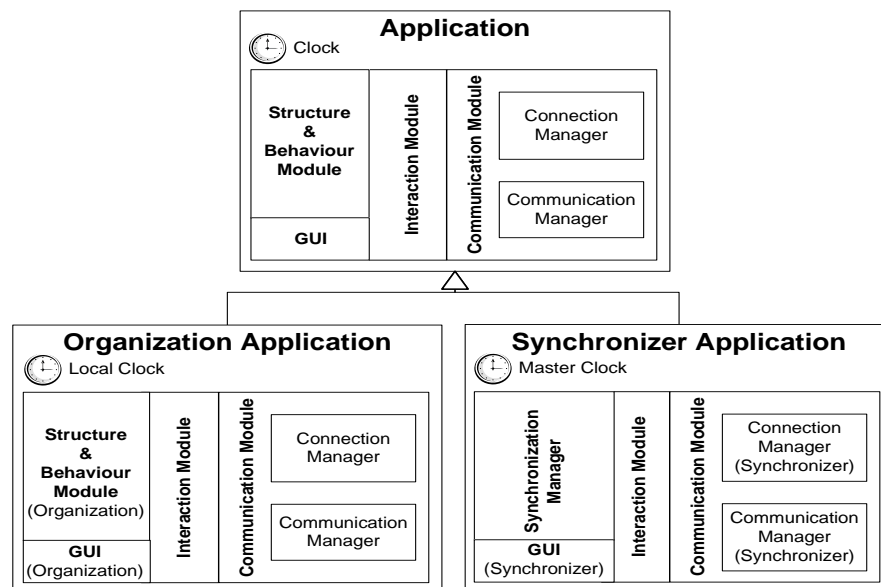 Application
Clock
Structure
&
Behaviour
Module
GUI
Interaction Module
Communication Module
Connection
Manager
Communication
Manager
Organization Application
Local Clock
Structure
&
Behaviour
Module
(Organization)
GUI
(Organization)
Interaction Module
Communication Module
Connection
Manager
Communication
Manager
Synchronizer Application
Master Clock
Synchronization
Manager
GUI
(Synchronizer)
Interaction Module
Communication Module
Connection
Manager
(Synchronizer)
Communication
Manager
(Synchronizer)